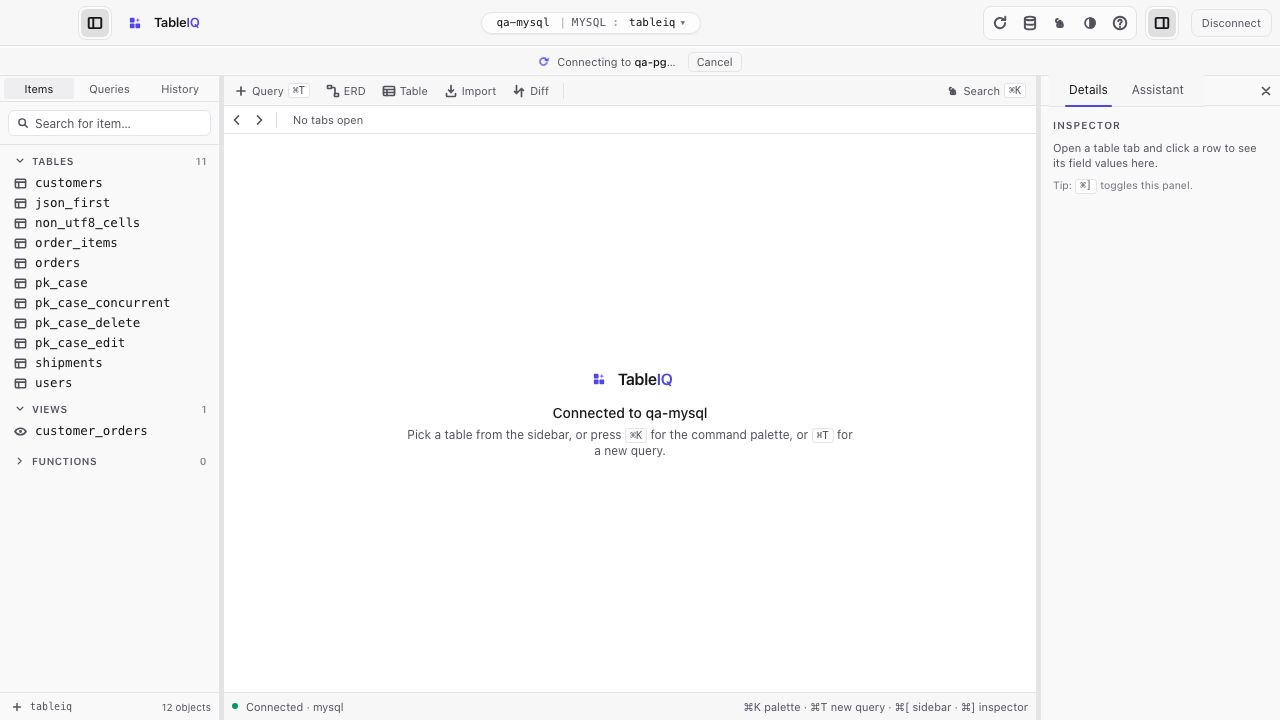 TableIQ
qa-mysql | MYSQL : tableiq ▾
Disconnect
Connecting to qa-pg...
Cancel
Items
Queries
History
Search for item...
TABLES 11
customers
json_first
non_utf8_cells
order_items
orders
pk_case
pk_case_concurrent
pk_case_delete
pk_case_edit
shipments
users
VIEWS 1
customer_orders
FUNCTIONS 0
+ tableiq 12 objects
+ Query ⌘T ERD Table Import Diff Search ⌘K
No tabs open
TableIQ
Connected to qa-mysql
Pick a table from the sidebar, or press ⌘K for the command palette, or ⌘T for
a new query.
Connected · mysql
⌘K palette · ⌘T new query · ⌘[ sidebar · ⌘] inspector
Details
Assistant
INSPECTOR
Open a table tab and click a row to see
its field values here.
Tip: ⌘] toggles this panel.